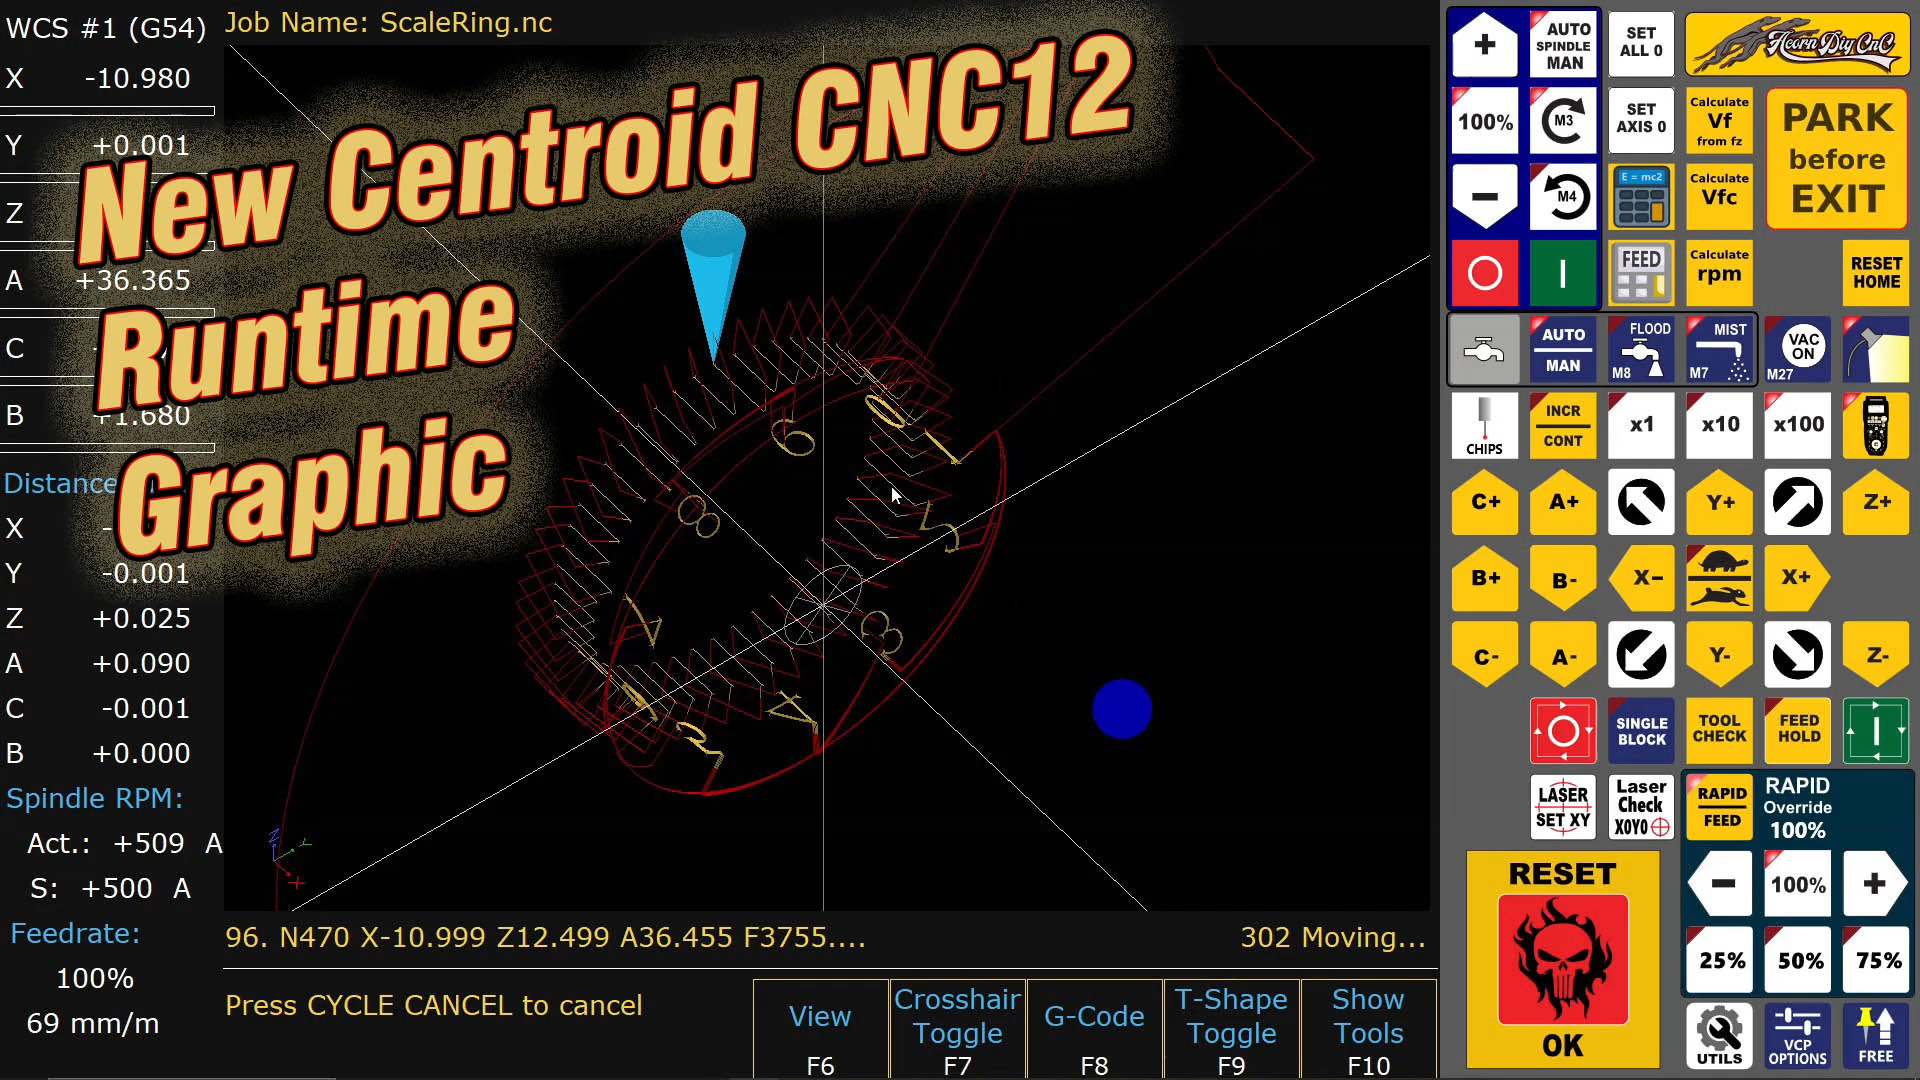 WCS #1 (G54)
Job Name: ScaleRing.nc
X -10.980
Y +0.001
Z
A +36.365
C
B +1.680
New Centroid CNC12
Runtime
Graphic
Distance
X -
Y -0.001
Z +0.025
A +0.090
C -0.001
B +0.000
Spindle RPM:
Act.: +509 A
S: +500 A
Feedrate:
100%
69 mm/m
96. N470 X-10.999 Z12.499 A36.455 F3755....
302 Moving...
Press CYCLE CANCEL to cancel
View
F6
Crosshair
Toggle
F7
G-Code
F8
T-Shape
Toggle
F9
Show
Tools
F10
+
AUTO
SPINDLE
MAN
SET
ALL 0
Acorn Diy CnC
100%
M3
SET
AXIS 0
Calculate
Vf
from fz
PARK
before
EXIT
−
M4
E = mc2
Calculate
Vfc
FEED
Calculate
rpm
RESET
HOME
AUTO
MAN
FLOOD
M8
MIST
M7
VAC
ON
M27
CHIPS
INCR
CONT
x1
x10
x100
C+
A+
Y+
Z+
B+
B-
X−
X+
C-
A-
Y-
Z-
SINGLE
BLOCK
TOOL
CHECK
FEED
HOLD
LASER
SET XY
Laser
Check
X0Y0
RAPID
FEED
RAPID
Override
100%
RESET
OK
−
100%
+
25%
50%
75%
UTILS
VCP
OPTIONS
FREE